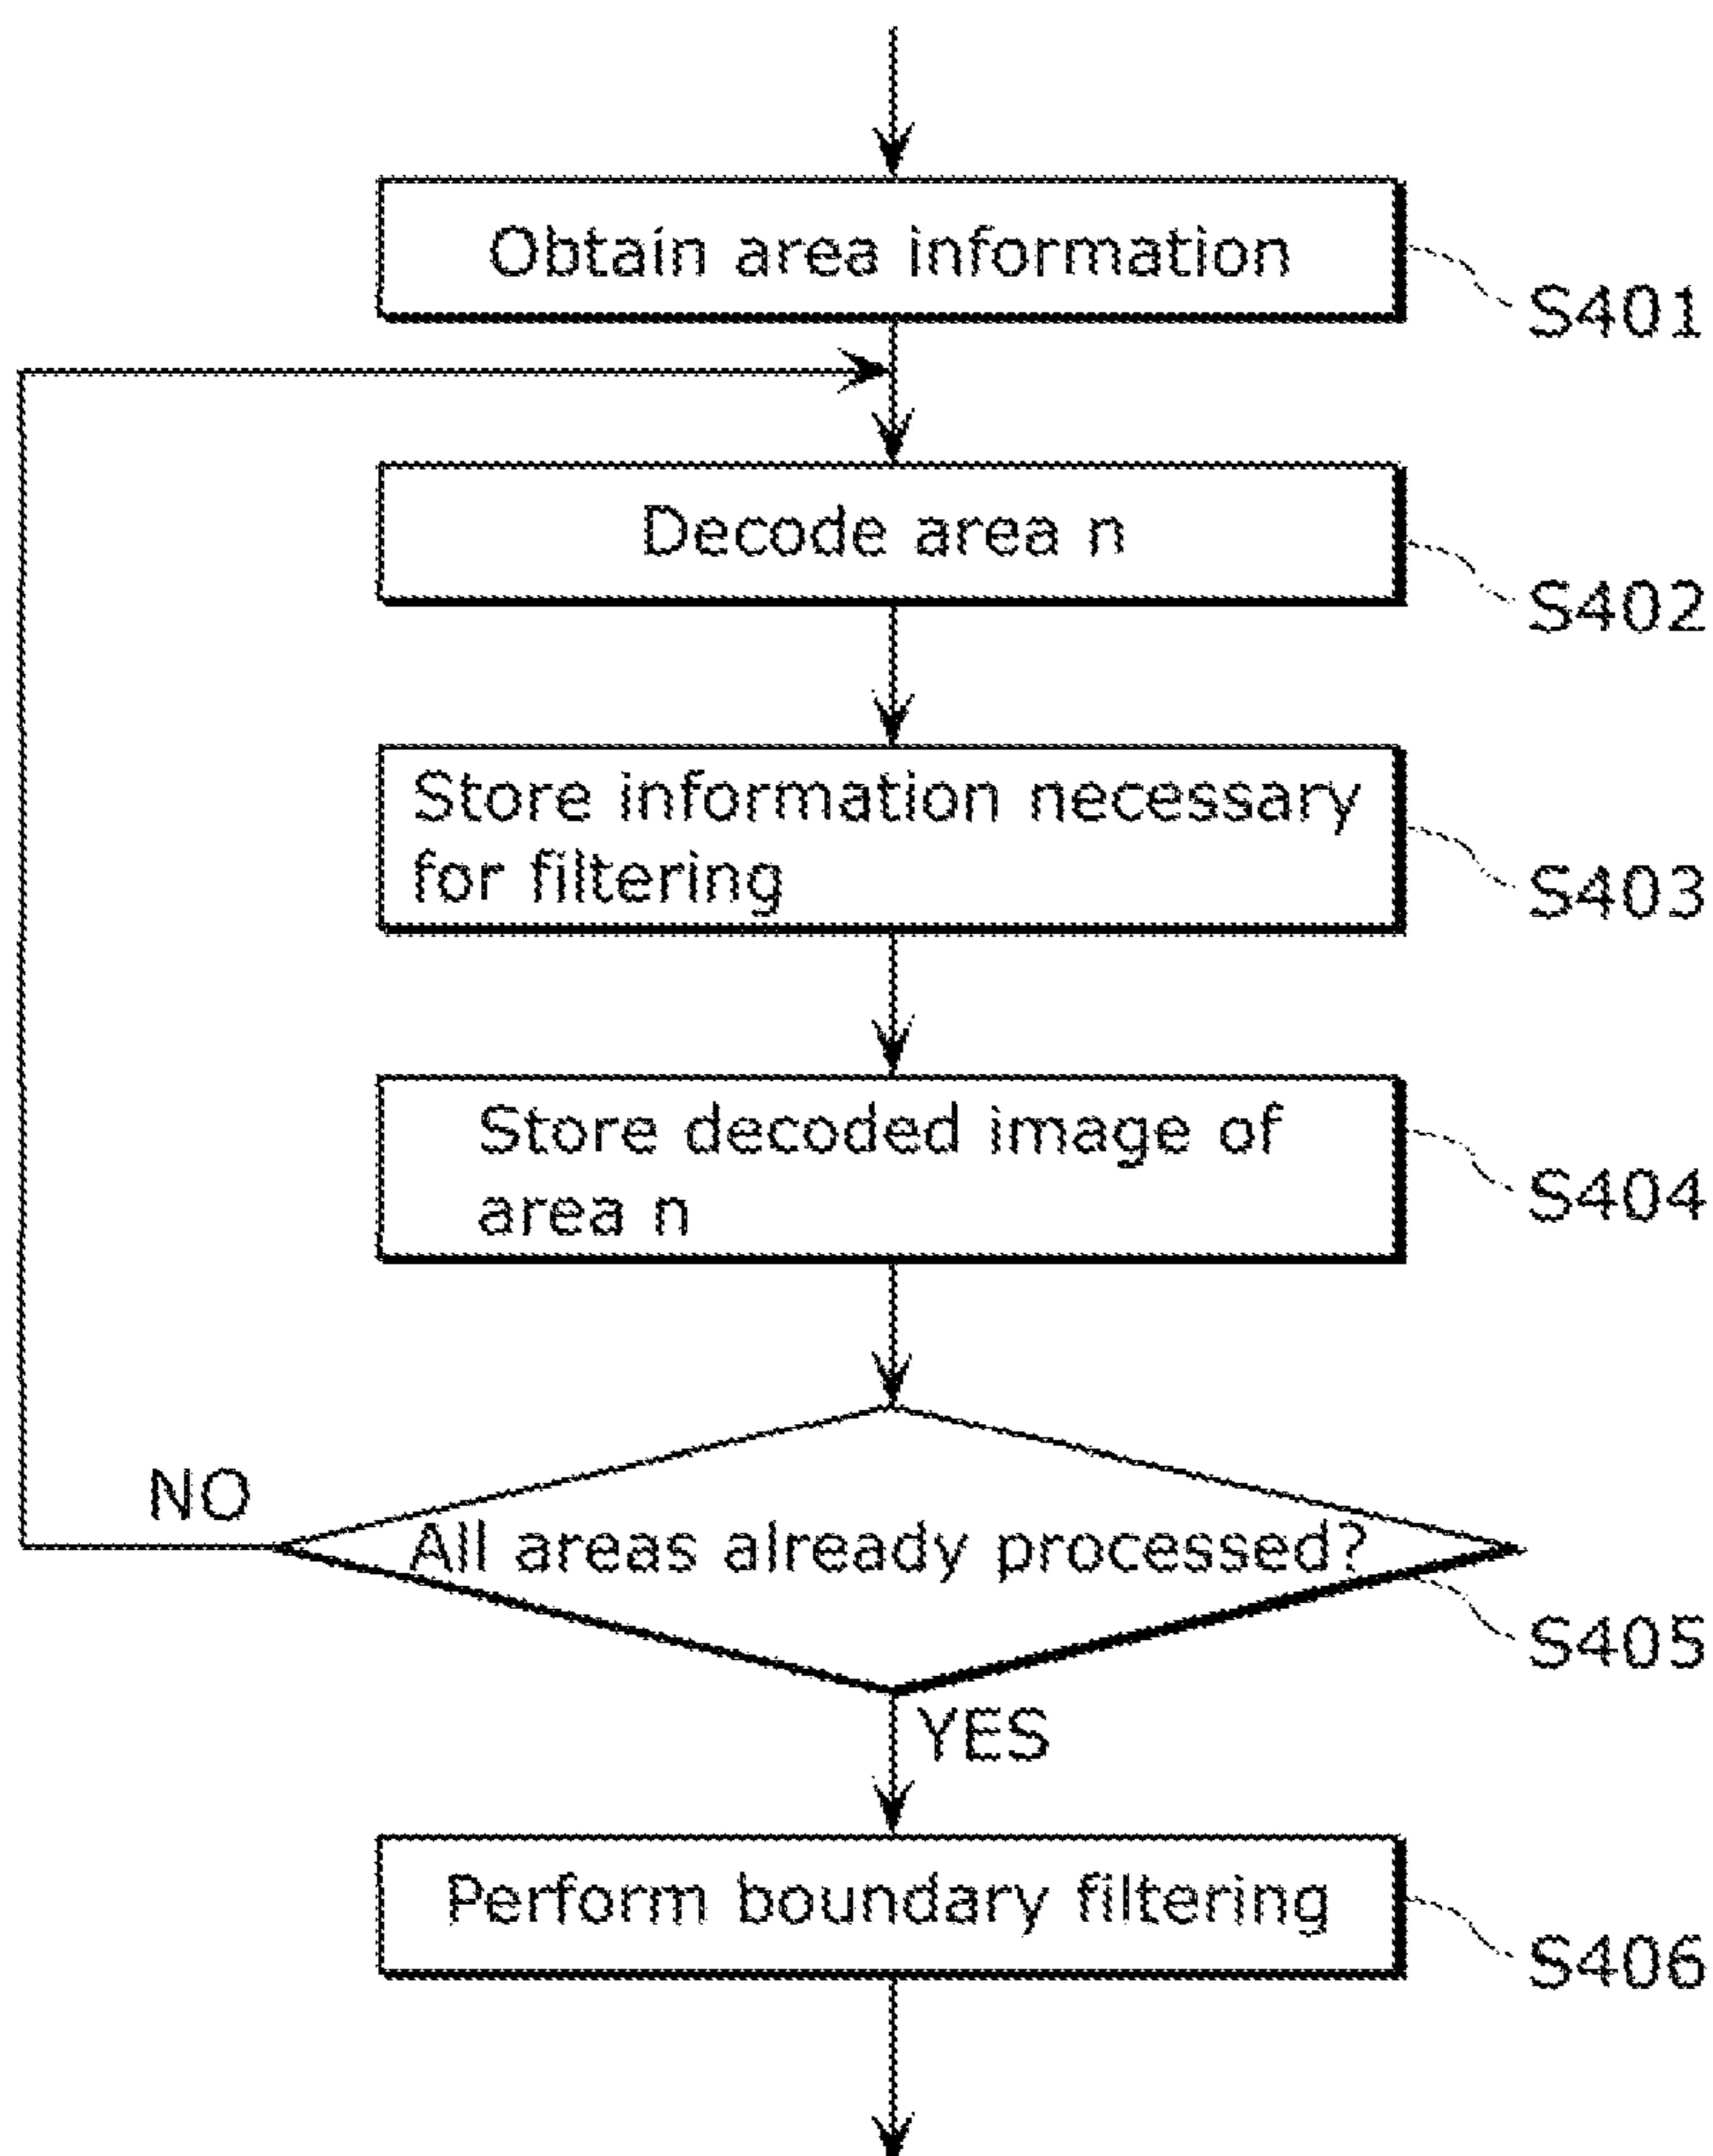 Obtain area information
S401
Decode area n
S402
Store information necessary
for filtering
S403
Store decoded image of
area n
S404
NO
All areas already processed?
S405
YES
Perform boundary filtering
S406